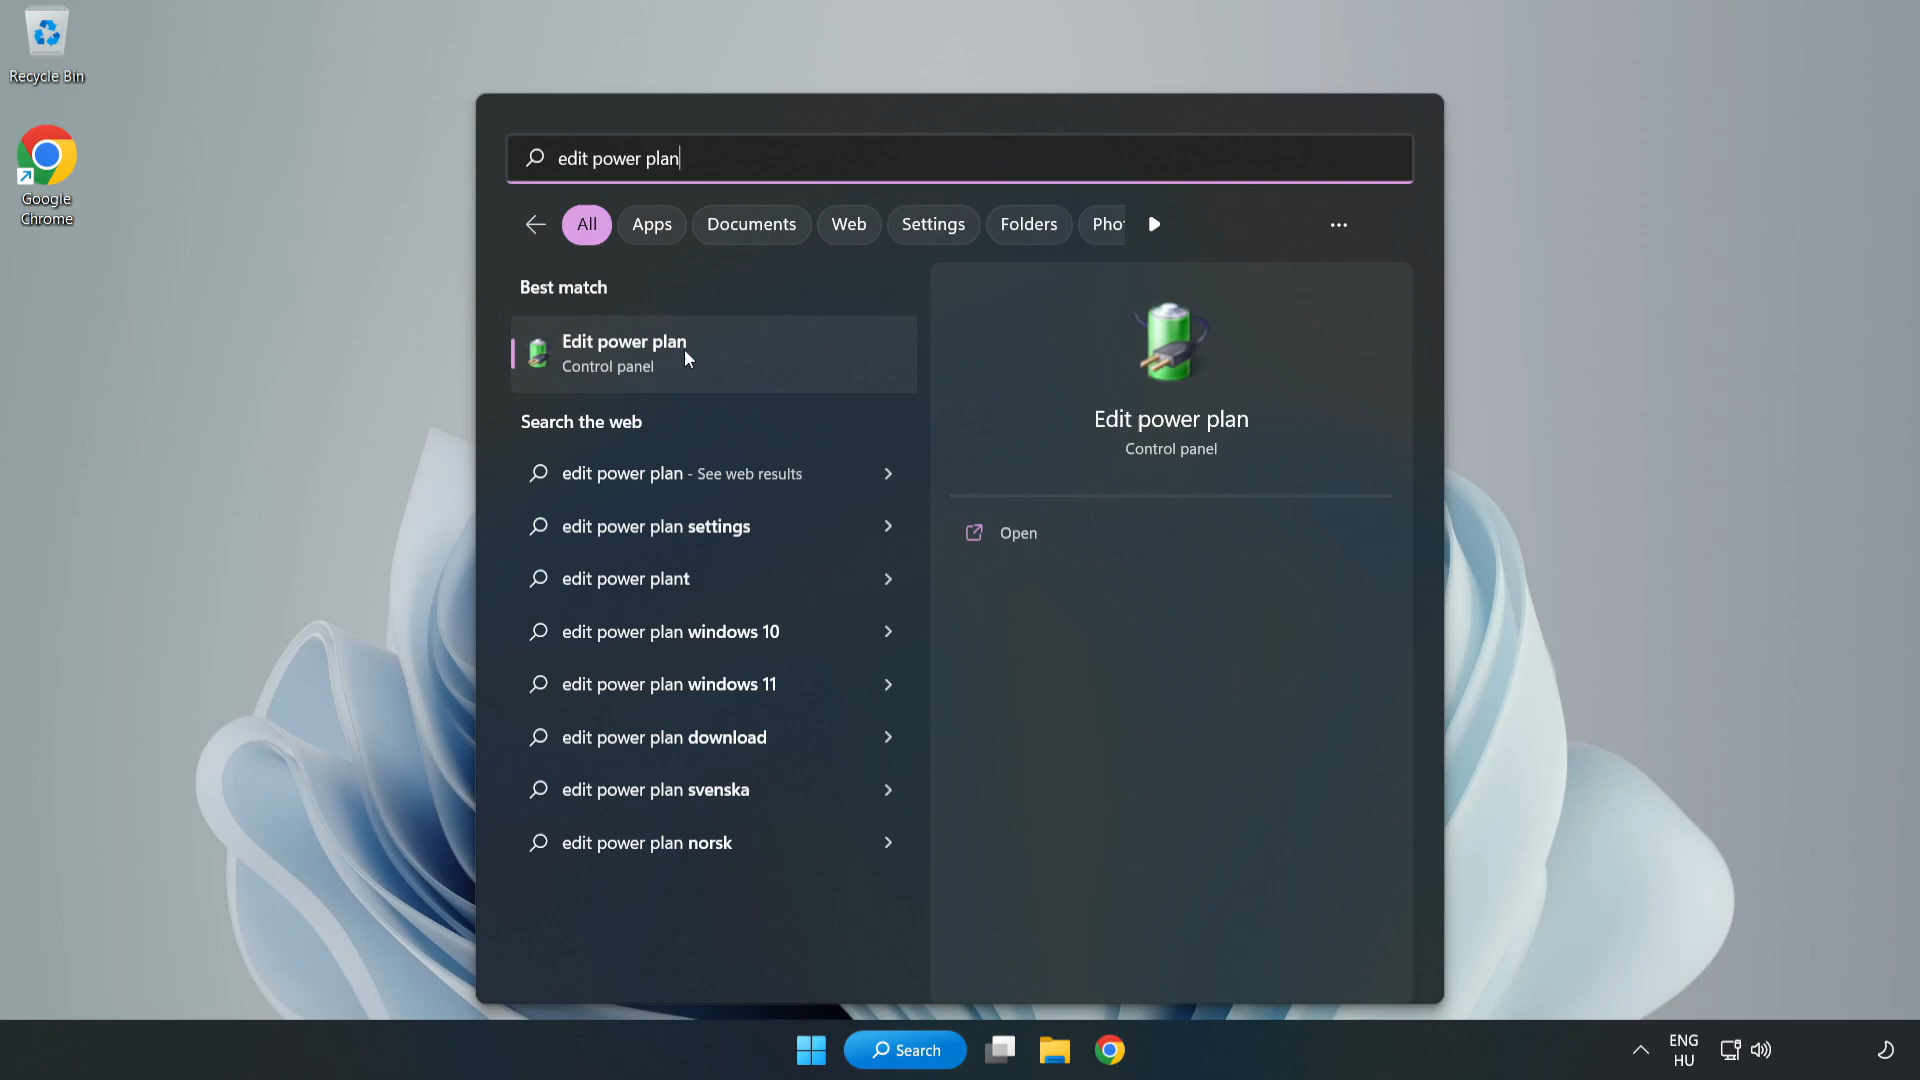 Recycle Bin
Google
Chrome
edit power plan
All
Apps
Documents
Web
Settings
Folders
Best match
Edit power plan
Control panel
Search the web
edit power plan - See web results
edit power plan settings
edit power plant
edit power plan windows 10
edit power plan windows 11
edit power plan download
edit power plan svenska
edit power plan norsk
Edit power plan
Control panel
Open
Search
ENG
HU